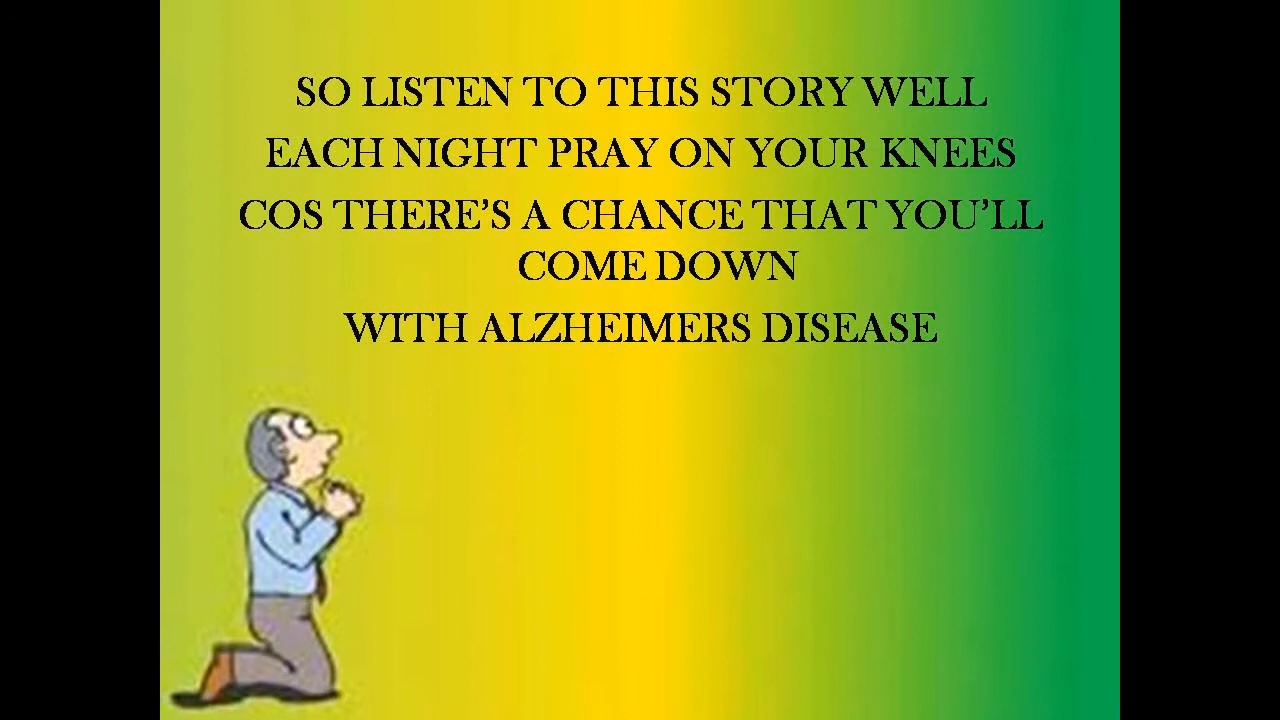 SO LISTEN TO THIS STORY WELL
EACH NIGHT PRAY ON YOUR KNEES
COS THERE’S A CHANCE THAT YOU’LL
COME DOWN
WITH ALZHEIMERS DISEASE